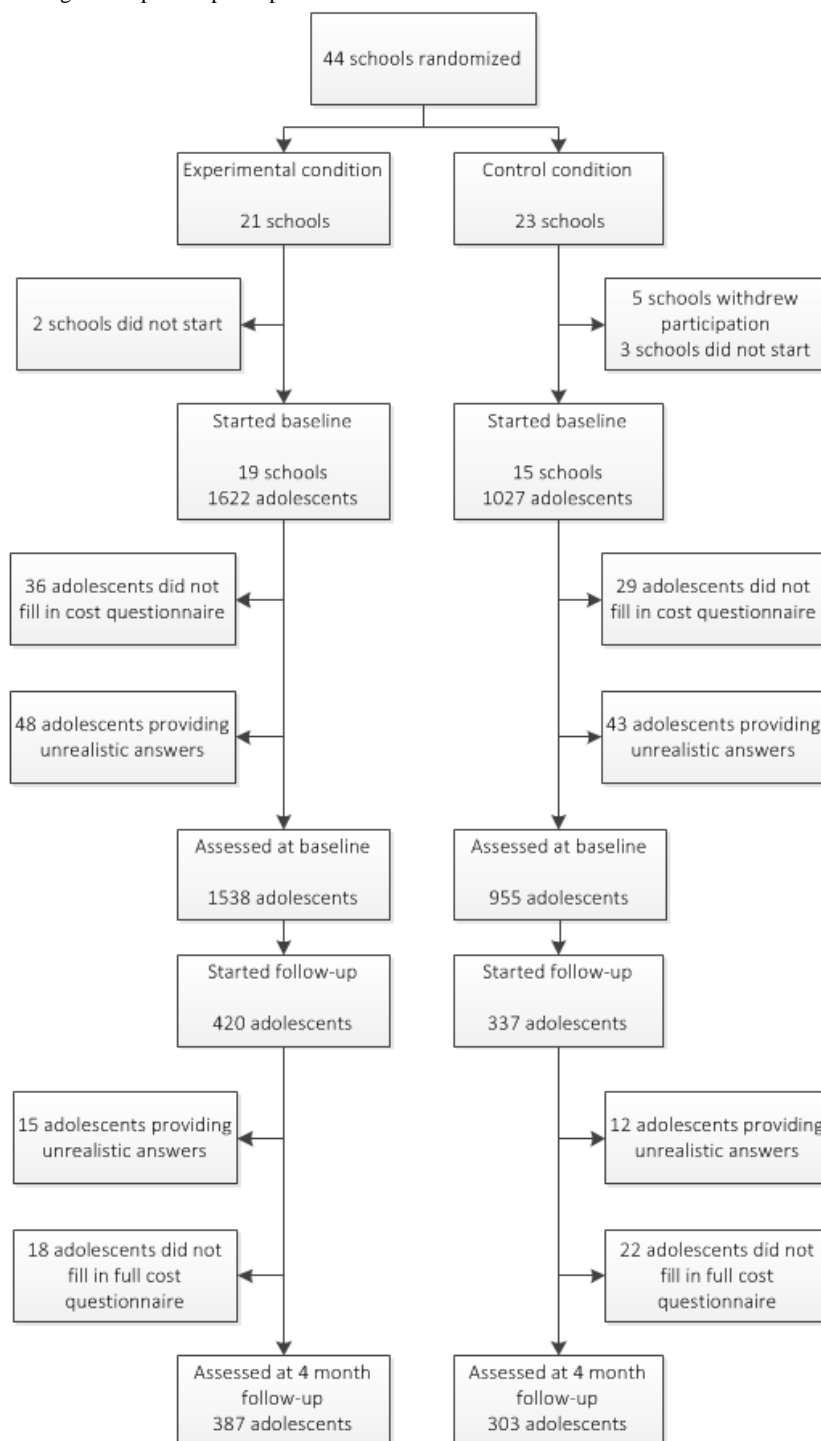 44 schools randomized
Experimental condition
21 schools
Control condition
23 schools
2 schools did not start
5 schools withdrew
participation
3 schools did not start
Started baseline
19 schools
1622 adolescents
Started baseline
15 schools
1027 adolescents
36 adolescents did not
fill in cost questionnaire
29 adolescents did not
fill in cost questionnaire
48 adolescents providing
unrealistic answers
43 adolescents providing
unrealistic answers
Assessed at baseline
1538 adolescents
Assessed at baseline
955 adolescents
Started follow-up
420 adolescents
Started follow-up
337 adolescents
15 adolescents providing
unrealistic answers
12 adolescents providing
unrealistic answers
18 adolescents did not
fill in full cost
questionnaire
22 adolescents did not
fill in full cost
questionnaire
Assessed at 4 month
follow-up
387 adolescents
Assessed at 4 month
follow-up
303 adolescents